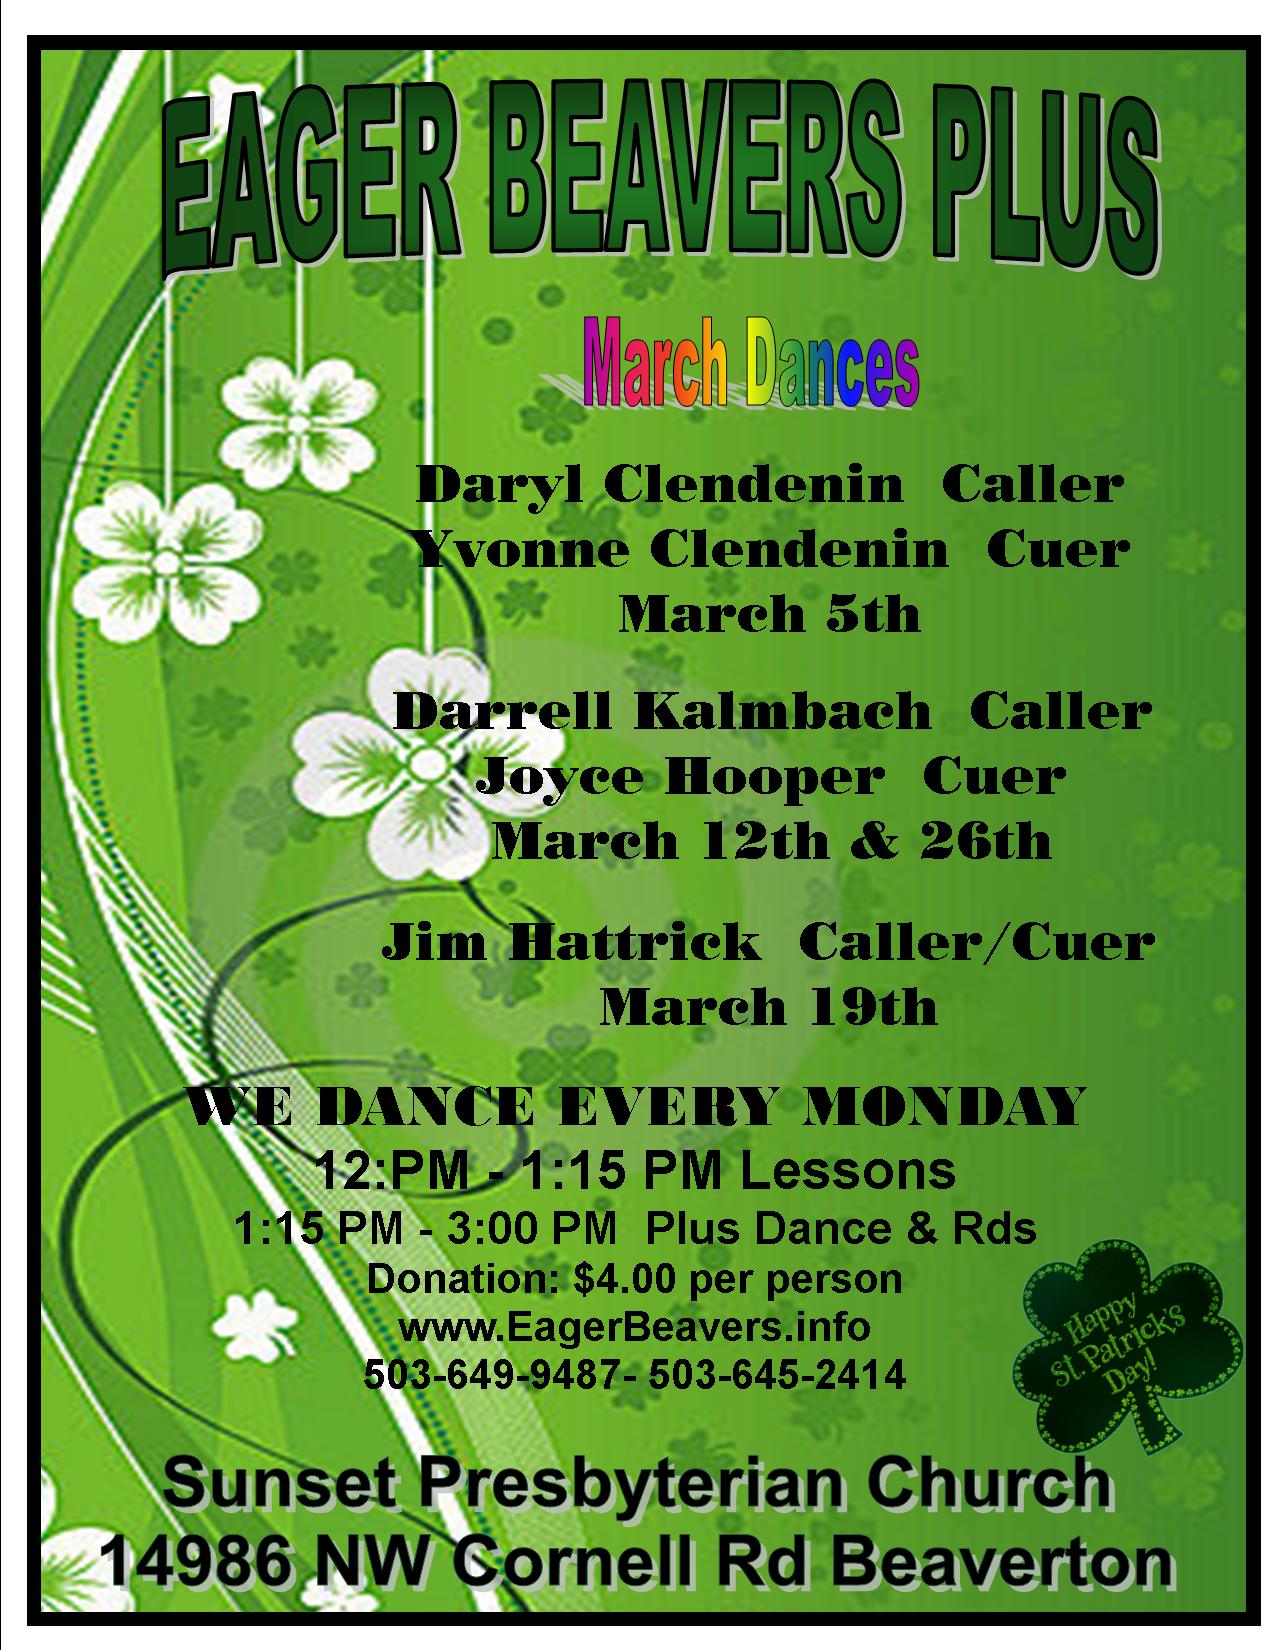 EAGER BEAVERS PLUS
March Dances
Daryl Clendenin Caller
Yvonne Clendenin Cuer
March 5th
Darrell Kalmbach Caller
Joyce Hooper Cuer
March 12th & 26th
Jim Hattrick Caller/Cuer
March 19th
WE DANCE EVERY MONDAY
12:PM - 1:15 PM Lessons
1:15 PM - 3:00 PM Plus Dance & Rds
Donation: $4.00 per person
www.EagerBeavers.info
503-649-9487- 503-645-2414
Happy
St. Patrick's
Day!
Sunset Presbyterian Church
14986 NW Cornell Rd Beaverton